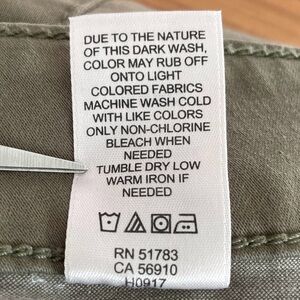 DUE TO THE NATURE
OF THIS DARK WASH,
COLOR MAY RUB OFF
ONTO LIGHT
COLORED FABRICS
MACHINE WASH COLD
WITH LIKE COLORS
ONLY NON-CHLORINE
BLEACH WHEN
NEEDED
TUMBLE DRY LOW
WARM IRON IF
NEEDED
RN 51783
CA 56910
H0917